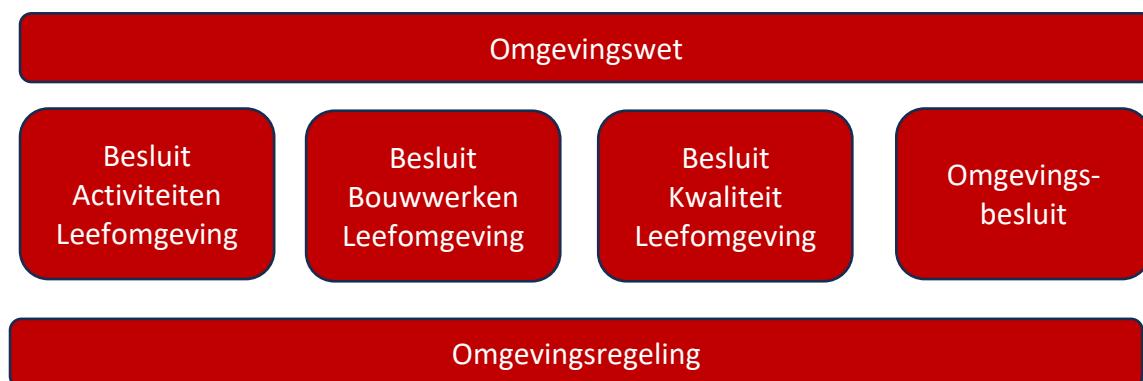 Omgevingswet
Besluit
Activiteiten
Leefomgeving
Besluit
Bouwwerken
Leefomgeving
Besluit
Kwaliteit
Leefomgeving
Omgevings-
besluit
Omgevingsregeling